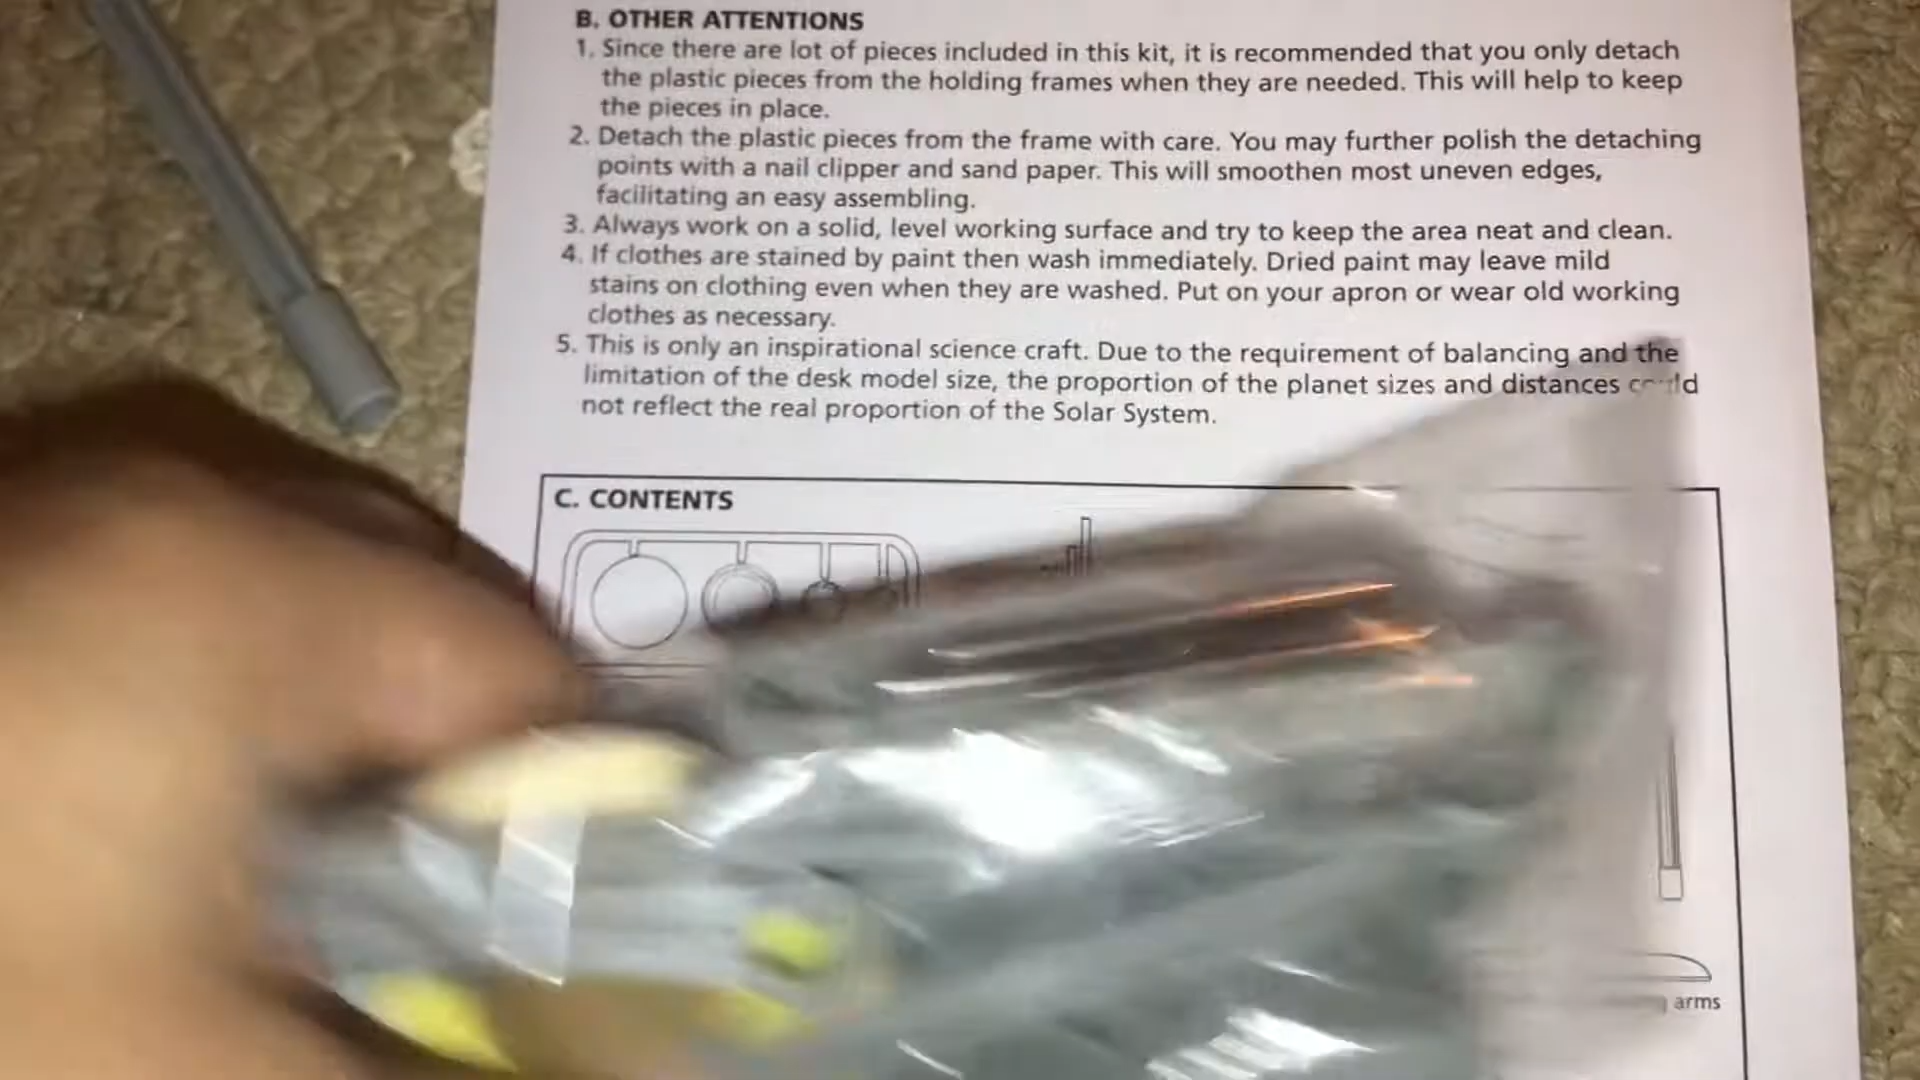 B. OTHER ATTENTIONS
1. Since there are lot of pieces included in this kit, it is recommended that you only detach
the plastic pieces from the holding frames when they are needed. This will help to keep
the pieces in place.
2. Detach the plastic pieces from the frame with care. You may further polish the detaching
points with a nail clipper and sand paper. This will smoothen most uneven edges,
facilitating an easy assembling.
3. Always work on a solid, level working surface and try to keep the area neat and clean.
4. If clothes are stained by paint then wash immediately. Dried paint may leave mild
stains on clothing even when they are washed. Put on your apron or wear old working
clothes as necessary.
5. This is only an inspirational science craft. Due to the requirement of balancing and the
limitation of the desk model size, the proportion of the planet sizes and distances could
not reflect the real proportion of the Solar System.
C. CONTENTS
arms